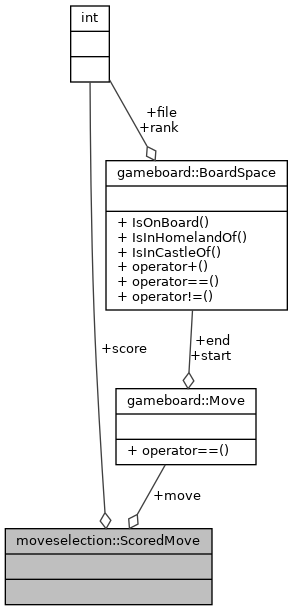 int
+file
+rank
gameboard::BoardSpace
+ IsOnBoard()
+ IsInHomelandOf()
+ IsInCastleOf()
+ operator+()
+ operator==()
+ operator!=()
+end
+start
+score
gameboard::Move
+ operator==()
+move
moveselection::ScoredMove